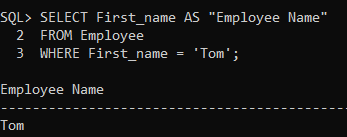 SQL> SELECT First_name AS "Employee Name"
  2  FROM Employee
  3  WHERE First_name = 'Tom';
Employee Name
--------------------------------------------
Tom